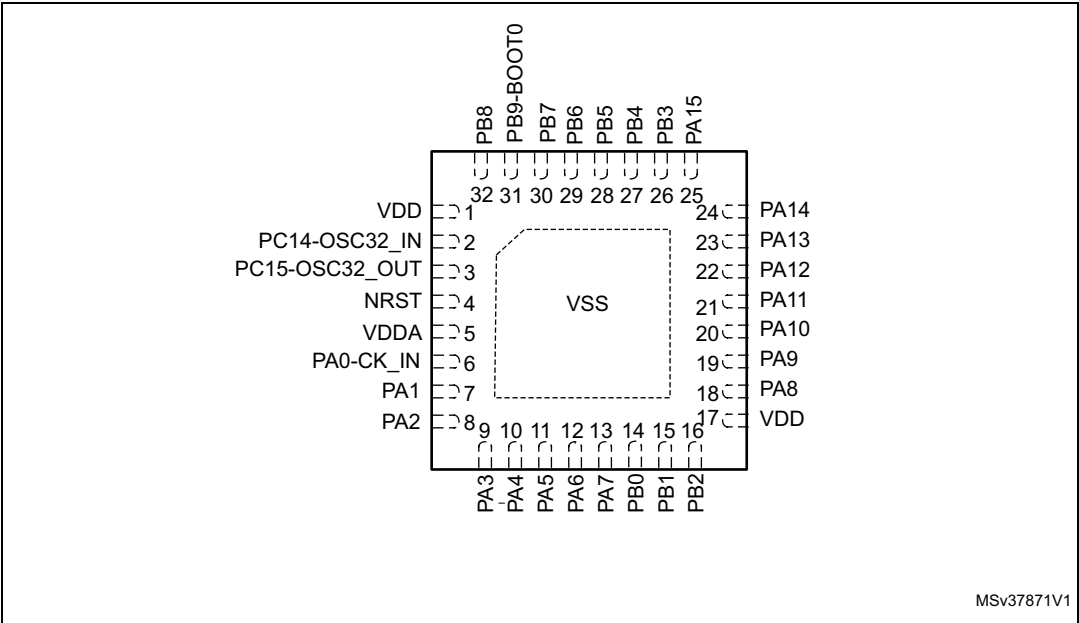 PB8
PB9-BOOT0
PB7
PB6
PB5
PB4
PB3
PA15
32 31 30 29 28 27 26 25
VDD 1
PC14-OSC32_IN 2
PC15-OSC32_OUT 3
NRST 4
VDDA 5
PA0-CK_IN 6
PA1 7
PA2 8
VSS
24 PA14
23 PA13
22 PA12
21 PA11
20 PA10
19 PA9
18 PA8
17 VDD
9 10 11 12 13 14 15 16
PA3
PA4
PA5
PA6
PA7
PB0
PB1
PB2
MSv37871V1